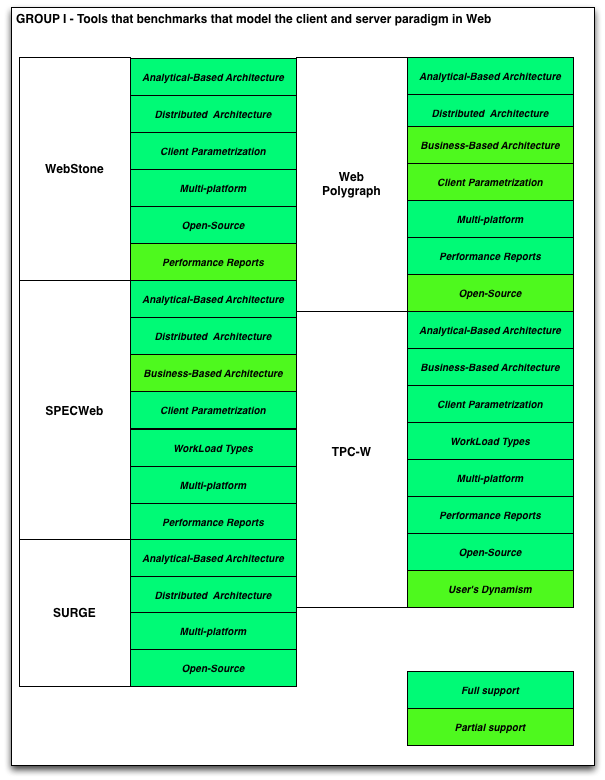 GROUP I - Tools that benchmarks that model the client and server paradigm in Web
WebStone
Analytical-Based Architecture
Distributed Architecture
Client Parametrization
Multi-platform
Open-Source
Performance Reports
SPECWeb
Analytical-Based Architecture
Distributed Architecture
Business-Based Architecture
Client Parametrization
WorkLoad Types
Multi-platform
Performance Reports
SURGE
Analytical-Based Architecture
Distributed Architecture
Multi-platform
Open-Source
Web
Polygraph
Analytical-Based Architecture
Distributed Architecture
Business-Based Architecture
Client Parametrization
Multi-platform
Performance Reports
Open-Source
TPC-W
Analytical-Based Architecture
Business-Based Architecture
Client Parametrization
WorkLoad Types
Multi-platform
Performance Reports
Open-Source
User's Dynamism
Full support
Partial support